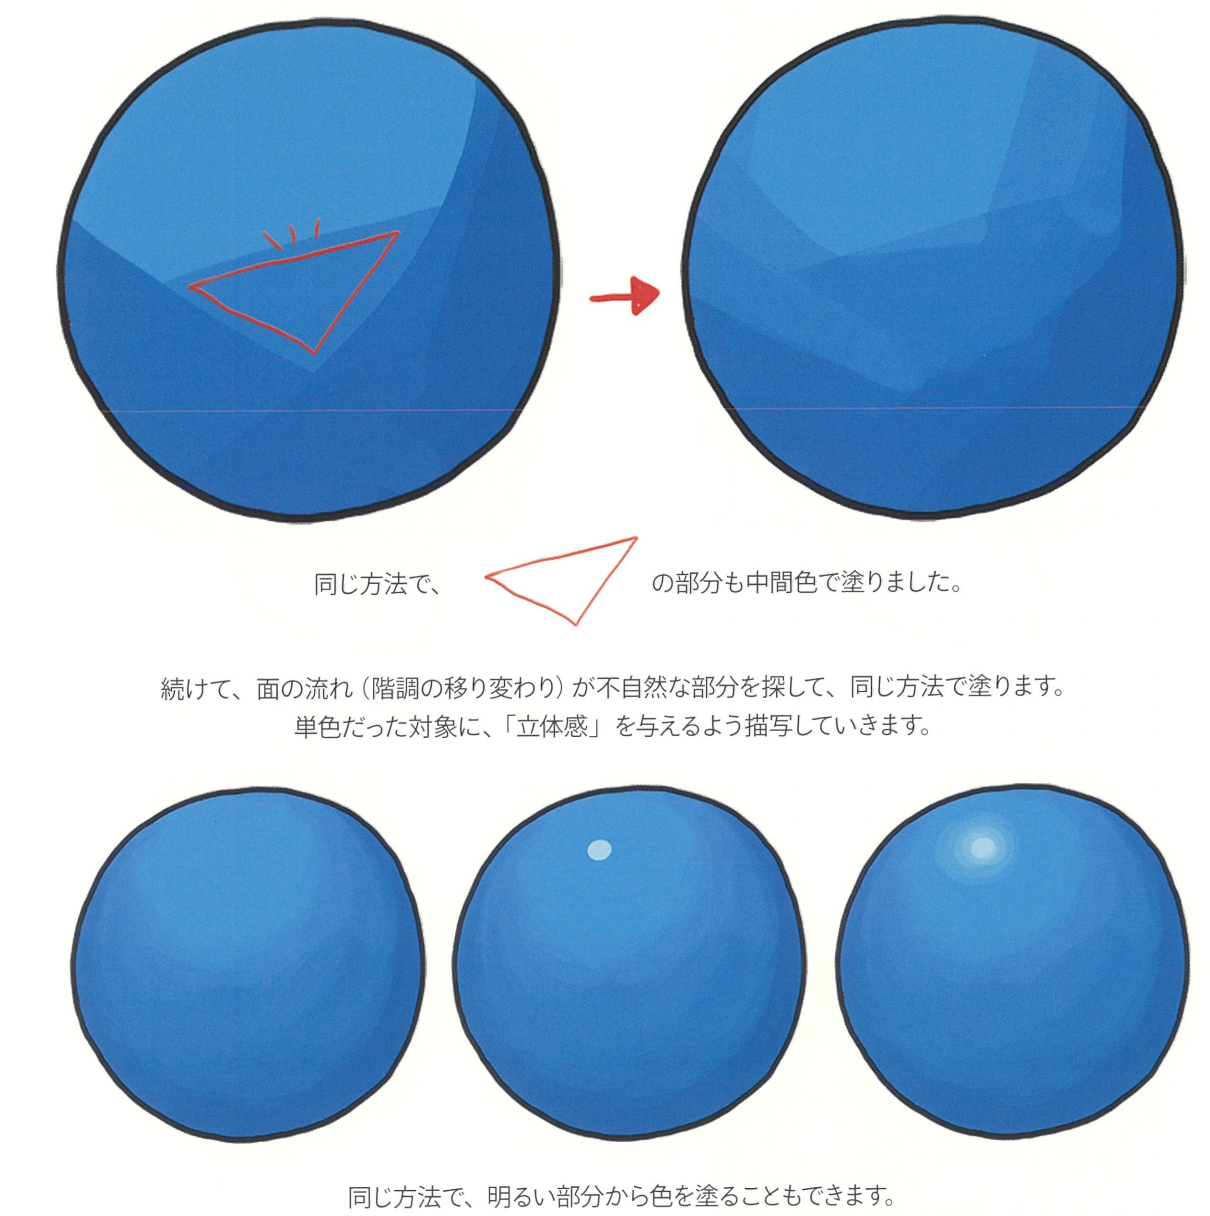 同じ方法で、 の部分も中間色で塗りました。
続けて、面の流れ（階調の移り変わり）が不自然な部分を探して、同じ方法で塗ります。
単色だった対象に、「立体感」を与えるよう描写していきます。
同じ方法で、明るい部分から色を塗ることもできます。